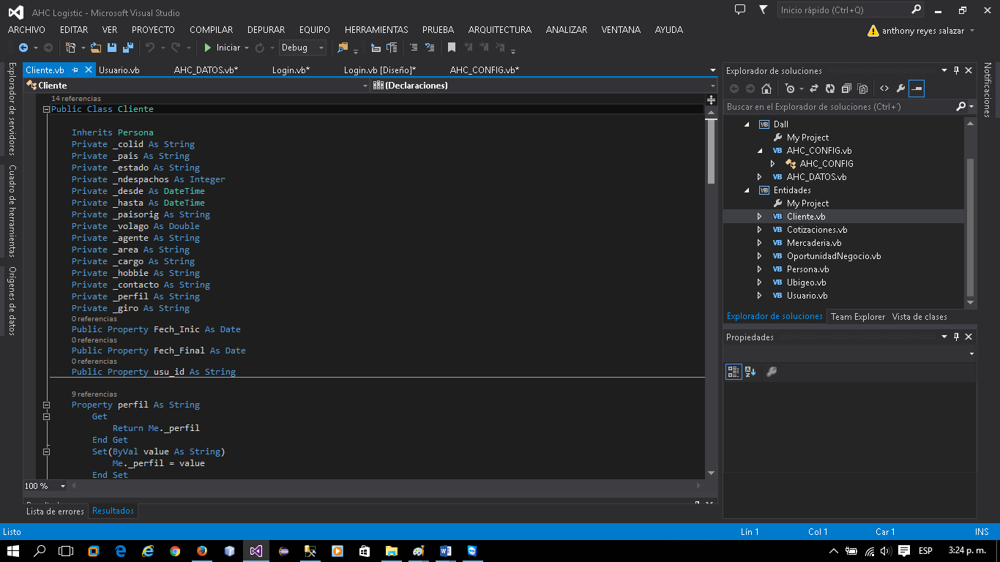 AHC Logistic - Microsoft Visual Studio
Inicio rápido (Ctrl+Q)
ARCHIVO EDITAR VER PROYECTO COMPILAR DEPURAR EQUIPO HERRAMIENTAS PRUEBA ARQUITECTURA ANALIZAR VENTANA AYUDA
anthony reyes salazar
Iniciar Debug
Cliente.vb Usuario.vb AHC_DATOS.vb* Login.vb* Login.vb [Diseño]* AHC_CONFIG.vb*
Cliente (Declaraciones)
14 referencias
Public Class Cliente
Inherits Persona
Private _colid As String
Private _pais As String
Private _estado As String
Private _ndespachos As Integer
Private _desde As DateTime
Private _hasta As DateTime
Private _paisorig As String
Private _volago As Double
Private _agente As String
Private _area As String
Private _cargo As String
Private _hobbie As String
Private _contacto As String
Private _perfil As String
Private _giro As String
0 referencias
Public Property Fech_Inic As Date
0 referencias
Public Property Fech_Final As Date
0 referencias
Public Property usu_id As String
9 referencias
Property perfil As String
Get
Return Me._perfil
End Get
Set(ByVal value As String)
Me._perfil = value
End Set
100 %
Lista de errores Resultados
Explorador de servidores
Cuadro de herramientas
Orígenes de datos
Explorador de soluciones
Buscar en el Explorador de soluciones (Ctrl+´)
VB Dall
My Project
VB AHC_CONFIG.vb
AHC_CONFIG
VB AHC_DATOS.vb
VB Entidades
My Project
VB Cliente.vb
VB Cotizaciones.vb
VB Mercaderia.vb
VB OportunidadNegocio.vb
VB Persona.vb
VB Ubigeo.vb
VB Usuario.vb
Explorador de soluciones Team Explorer Vista de clases
Propiedades
Notificaciones
Listo Lín 1 Col 1 Car 1 INS
ESP 3:24 p. m.